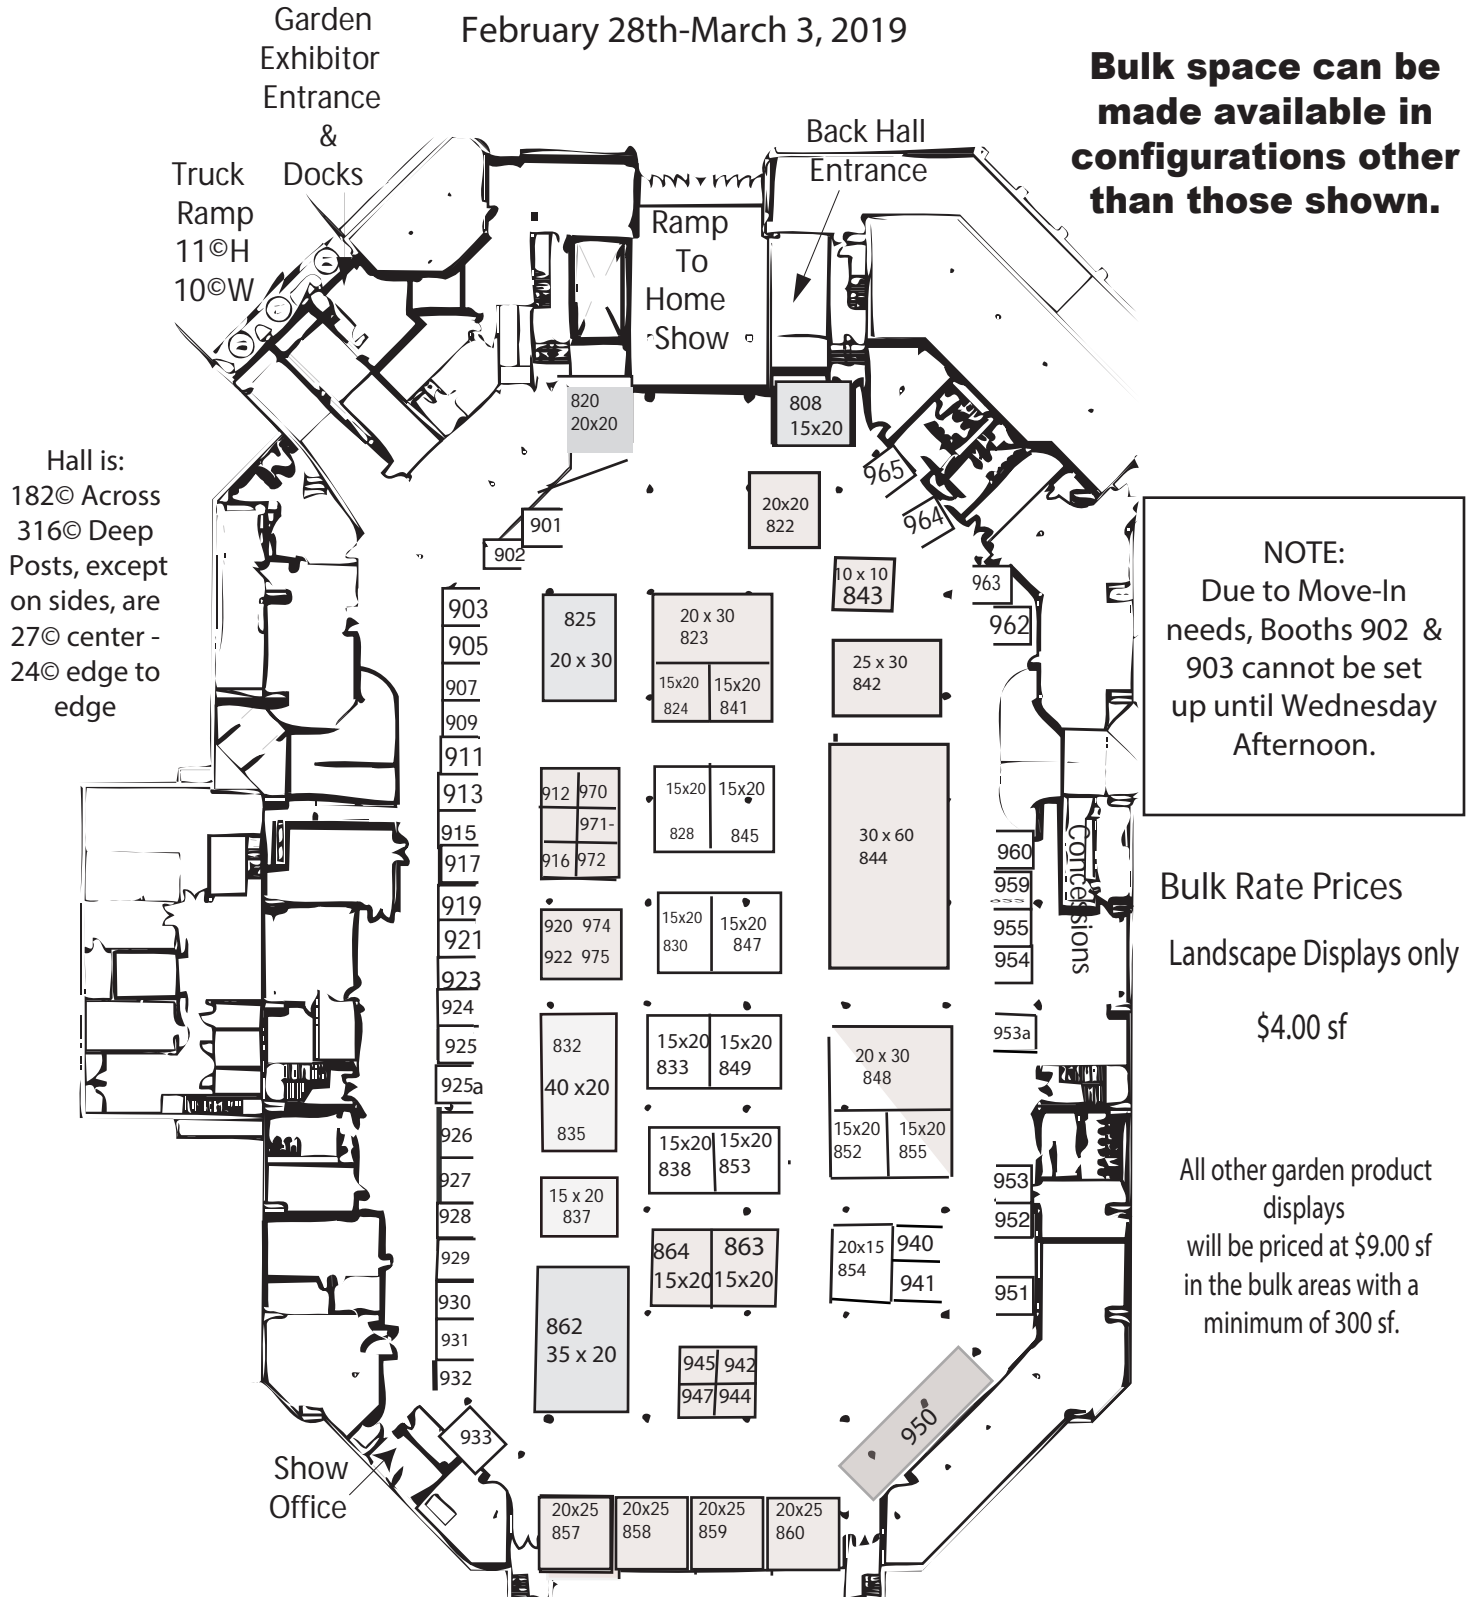 February 28th-March 3, 2019
Garden
Exhibitor
Entrance
&
Docks
Truck
Ramp
11©H
10©W
Bulk space can be
made available in
configurations other
than those shown.
Back Hall
Entrance
Ramp
To
Home
Show
820
20x20
808
15x20
Hall is:
182© Across
316© Deep
Posts, except
on sides, are
27© center -
24© edge to
edge
965
964
963
962
20x20
822
901
902
10 x 10
843
NOTE:
Due to Move-In
needs, Booths 902 &
903 cannot be set
up until Wednesday
Afternoon.
903
905
907
909
911
913
915
917
919
921
923
924
925
925a
926
927
928
929
930
931
932
933
825
20 x 30
20 x 30
823
15x20
824
15x20
841
25 x 30
842
912 970
971-
916 972
15x20
828
15x20
845
30 x 60
844
920 974
922 975
15x20
830
15x20
847
960
959
955
954
953a
Concessions
Bulk Rate Prices
Landscape Displays only
$4.00 sf
832
40 x20
835
15x20
833
15x20
849
20 x 30
848
15x20
852
15x20
855
15x20
838
15x20
853
15 x 20
837
953
952
951
All other garden product
displays
will be priced at $9.00 sf
in the bulk areas with a
minimum of 300 sf.
864
15x20
863
15x20
20x15
854
940
941
862
35 x 20
945 942
947 944
950
Show
Office
20x25
857
20x25
858
20x25
859
20x25
860